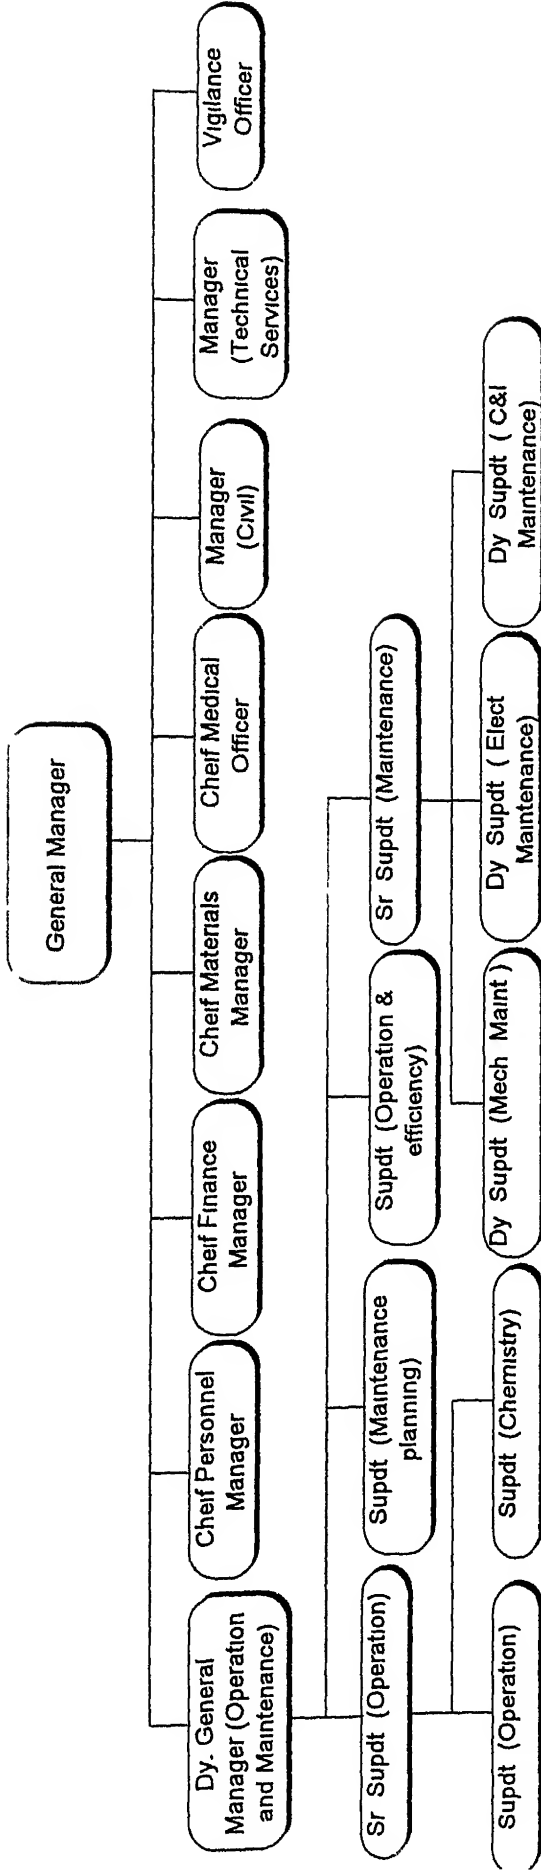 General Manager
Dy. General
Manager (Operation
and Maintenance)
Cheif Personnel
Manager
Cheif Finance
Manager
Cheif Materials
Manager
Cheif Medical
Officer
Manager
(Civil)
Manager
(Technical
Services)
Vigilance
Officer
Sr Supdt (Operation)
Supdt (Maintenance
planning)
Supdt (Operation &
efficiency)
Sr Supdt (Maintenance)
Supdt (Operation)
Supdt (Chemistry)
Dy Supdt (Mech Maint )
Dy Supdt ( Elect
Maintenance)
Dy Supdt ( C&I
Maintenance)